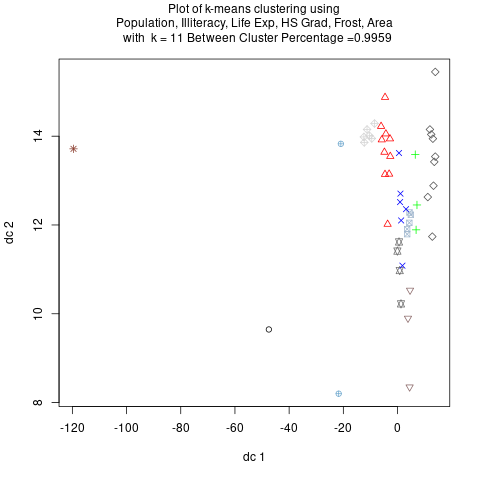 Plot of k-means clustering using
Population, Illiteracy, Life Exp, HS Grad, Frost, Area
with k = 11 Between Cluster Percentage =0.9959
14
12
10
8
dc 2
-120 -100 -80 -60 -40 -20 0
dc 1